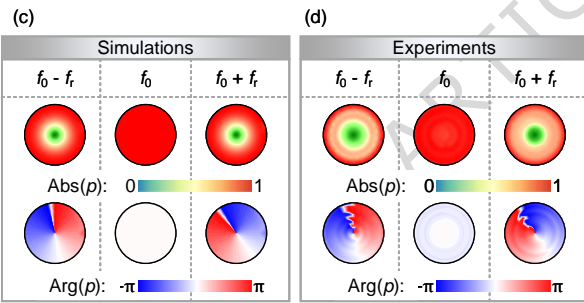 (c)
Simulations
f₀ - fᵣ
f₀
f₀ + fᵣ
Abs(p):
0
1
Arg(p):
-π
π
(d)
Experiments
f₀ - fᵣ
f₀
f₀ + fᵣ
Abs(p):
0
1
Arg(p):
-π
π
ARTIC